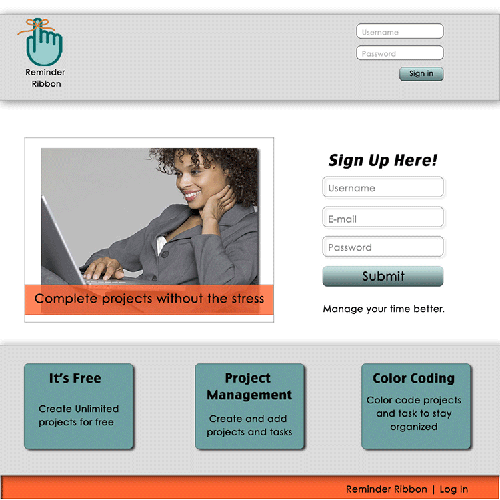 Reminder
Ribbon
Username
Password
Sign in
Complete projects without the stress
Sign Up Here!
Username
E-mail
Password
Submit
Manage your time better.
It's Free
Create Unlimited
projects for free
Project
Management
Create and add
projects and tasks
Color Coding
Color code projects
and task to stay
organized
Reminder Ribbon | Log In